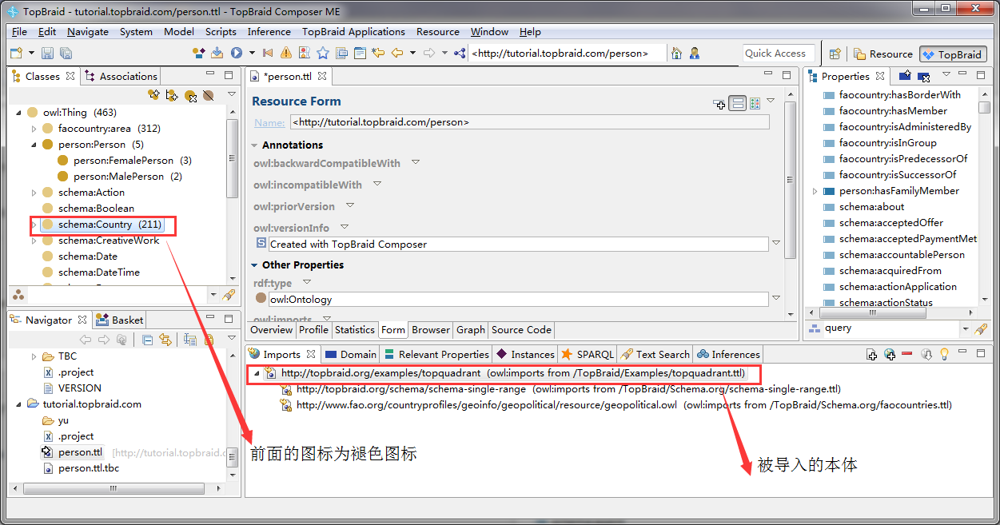 TopBraid - tutorial.topbraid.com/person.ttl - TopBraid Composer ME
File Edit Navigate System Model Scripts Inference TopBraid Applications Resource Window Help
<http://tutorial.topbraid.com/person>
Quick Access
Resource
TopBraid
Classes
Associations
owl:Thing (463)
faocountry:area (312)
person:Person (5)
person:FemalePerson (3)
person:MalePerson (2)
schema:Action
schema:Boolean
schema:Country (211)
schema:CreativeWork
schema:Date
schema:DateTime
Navigator
Basket
TBC
.project
VERSION
tutorial.topbraid.com
yu
.project
person.ttl [http://tutorial.topbraid.c
person.ttl.tbc
*person.ttl
Resource Form
Name: <http://tutorial.topbraid.com/person>
Annotations
owl:backwardCompatibleWith
owl:incompatibleWith
owl:priorVersion
owl:versionInfo
S Created with TopBraid Composer
Other Properties
rdf:type
owl:Ontology
owl:imports
Overview Profile Statistics Form Browser Graph Source Code
Imports Domain Relevant Properties Instances SPARQL Text Search Inferences
http://topbraid.org/examples/topquadrant (owl:imports from /TopBraid/Examples/topquadrant.ttl)
http://topbraid.org/schema/schema-single-range (owl:imports from /TopBraid/Schema.org/schema-single-range.ttl)
http://www.fao.org/countryprofiles/geoinfo/geopolitical/resource/geopolitical.owl (owl:imports from /TopBraid/Schema.org/faocountries.ttl)
前面的图标为褪色图标
被导入的本体
Properties
faocountry:hasBorderWith
faocountry:hasMember
faocountry:isAdministeredBy
faocountry:isInGroup
faocountry:isPredecessorOf
faocountry:isSuccessorOf
person:hasFamilyMember
schema:about
schema:acceptedOffer
schema:acceptedPaymentMet
schema:accountablePerson
schema:acquiredFrom
schema:actionApplication
schema:actionStatus
query